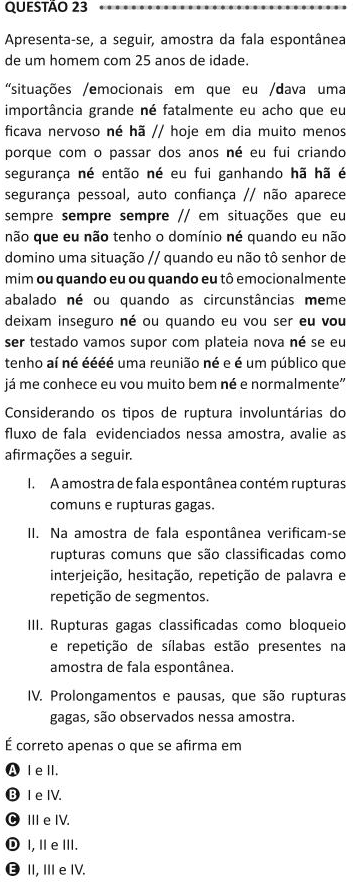 QUESTÃO 23
Apresenta-se, a seguir, amostra da fala espontânea
de um homem com 25 anos de idade.
“situações /emocionais em que eu /dava uma
importância grande né fatalmente eu acho que eu
ficava nervoso né hã // hoje em dia muito menos
porque com o passar dos anos né eu fui criando
segurança né então né eu fui ganhando hã hã é
segurança pessoal, auto confiança // não aparece
sempre sempre sempre // em situações que eu
não que eu não tenho o domínio né quando eu não
domino uma situação // quando eu não tô senhor de
mim ou quando eu ou quando eu tô emocionalmente
abalado né ou quando as circunstâncias meme
deixam inseguro né ou quando eu vou ser eu vou
ser testado vamos supor com plateia nova né se eu
tenho aí né éééé uma reunião né e é um público que
já me conhece eu vou muito bem né e normalmente”
Considerando os tipos de ruptura involuntárias do
fluxo de fala evidenciados nessa amostra, avalie as
afirmações a seguir.
I. A amostra de fala espontânea contém rupturas
comuns e rupturas gagas.
II. Na amostra de fala espontânea verificam-se
rupturas comuns que são classificadas como
interjeição, hesitação, repetição de palavra e
repetição de segmentos.
III. Rupturas gagas classificadas como bloqueio
e repetição de sílabas estão presentes na
amostra de fala espontânea.
IV. Prolongamentos e pausas, que são rupturas
gagas, são observados nessa amostra.
É correto apenas o que se afirma em
A I e II.
B I e IV.
C III e IV.
D I, II e III.
E II, III e IV.